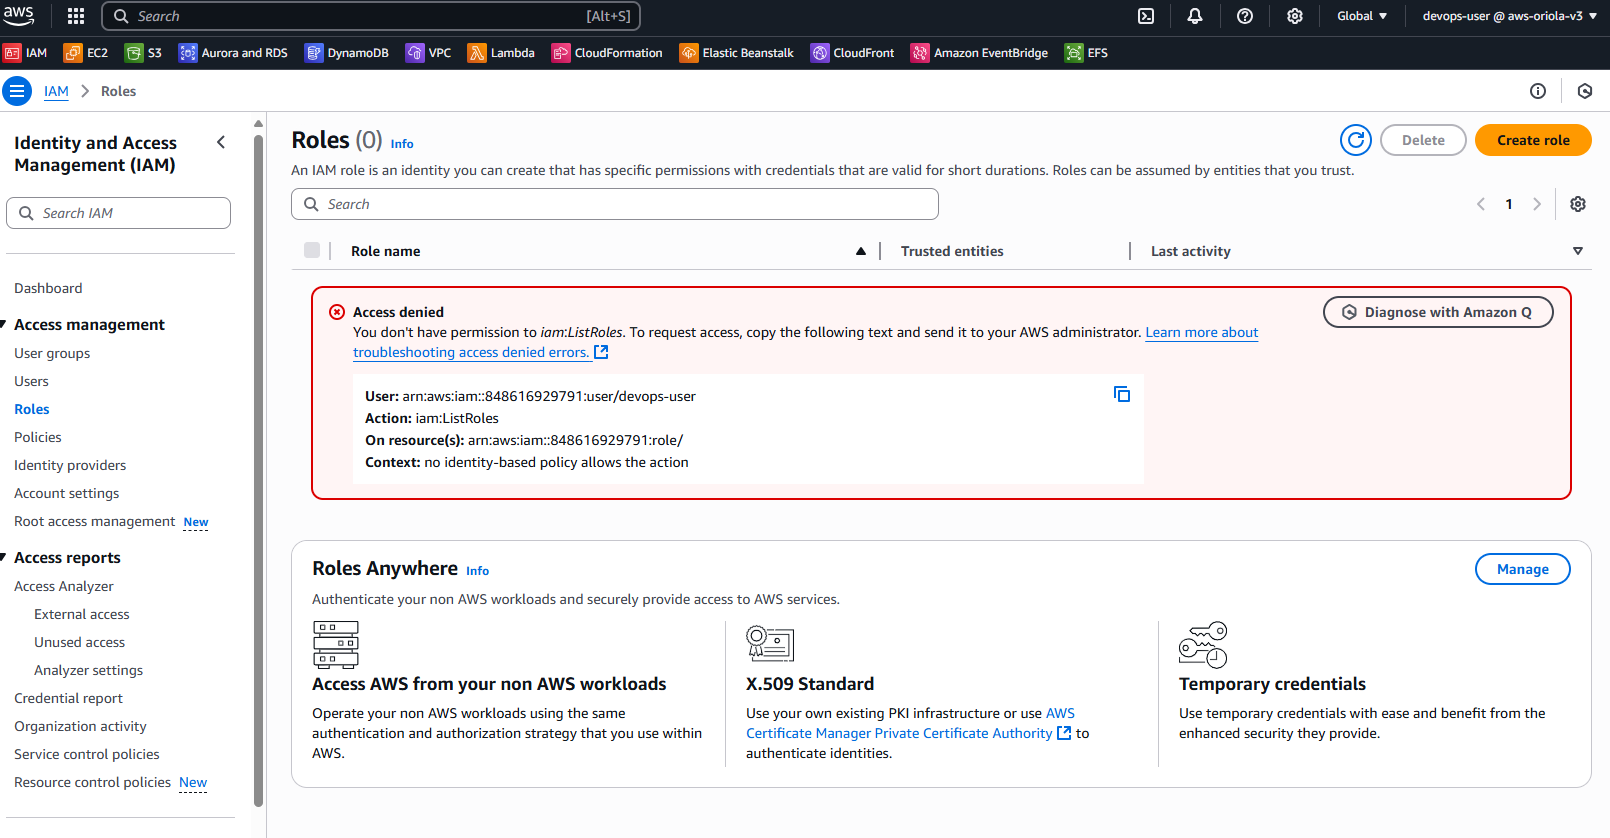 aws
Search [Alt+S]
Global
devops-user @ aws-oriola-v3
IAM EC2 S3 Aurora and RDS DynamoDB VPC Lambda CloudFormation Elastic Beanstalk CloudFront Amazon EventBridge EFS
IAM > Roles
Identity and Access
Management (IAM)
Search IAM
Dashboard
Access management
User groups
Users
Roles
Policies
Identity providers
Account settings
Root access management New
Access reports
Access Analyzer
External access
Unused access
Analyzer settings
Credential report
Organization activity
Service control policies
Resource control policies New
Roles (0) Info
Delete
Create role
An IAM role is an identity you can create that has specific permissions with credentials that are valid for short durations. Roles can be assumed by entities that you trust.
Search
1
Role name
Trusted entities
Last activity
Access denied
You don't have permission to iam:ListRoles. To request access, copy the following text and send it to your AWS administrator. Learn more about
troubleshooting access denied errors.
Diagnose with Amazon Q
User: arn:aws:iam::848616929791:user/devops-user
Action: iam:ListRoles
On resource(s): arn:aws:iam::848616929791:role/
Context: no identity-based policy allows the action
Roles Anywhere Info
Manage
Authenticate your non AWS workloads and securely provide access to AWS services.
Access AWS from your non AWS workloads
Operate your non AWS workloads using the same
authentication and authorization strategy that you use within
AWS.
X.509 Standard
Use your own existing PKI infrastructure or use AWS
Certificate Manager Private Certificate Authority to
authenticate identities.
Temporary credentials
Use temporary credentials with ease and benefit from the
enhanced security they provide.